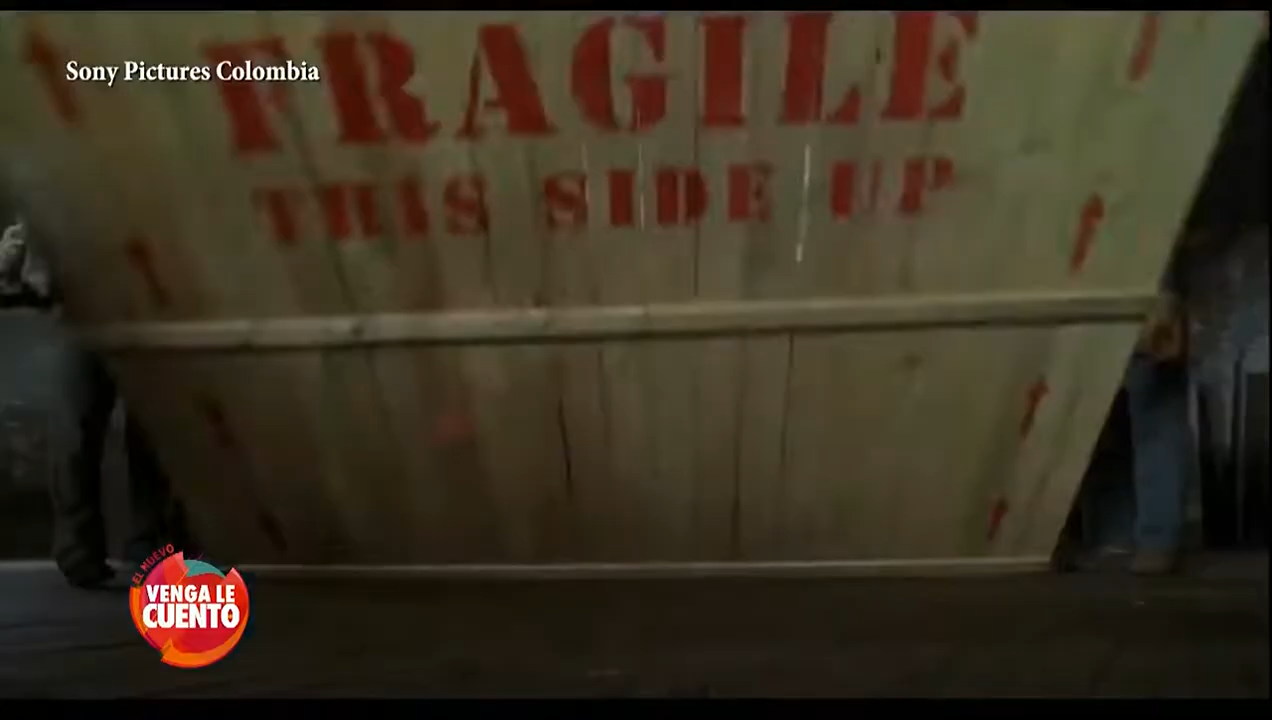 Sony Pictures Colombia
FRAGILE
THIS SIDE UP
EL NUEVO
VENGA LE
CUENTO